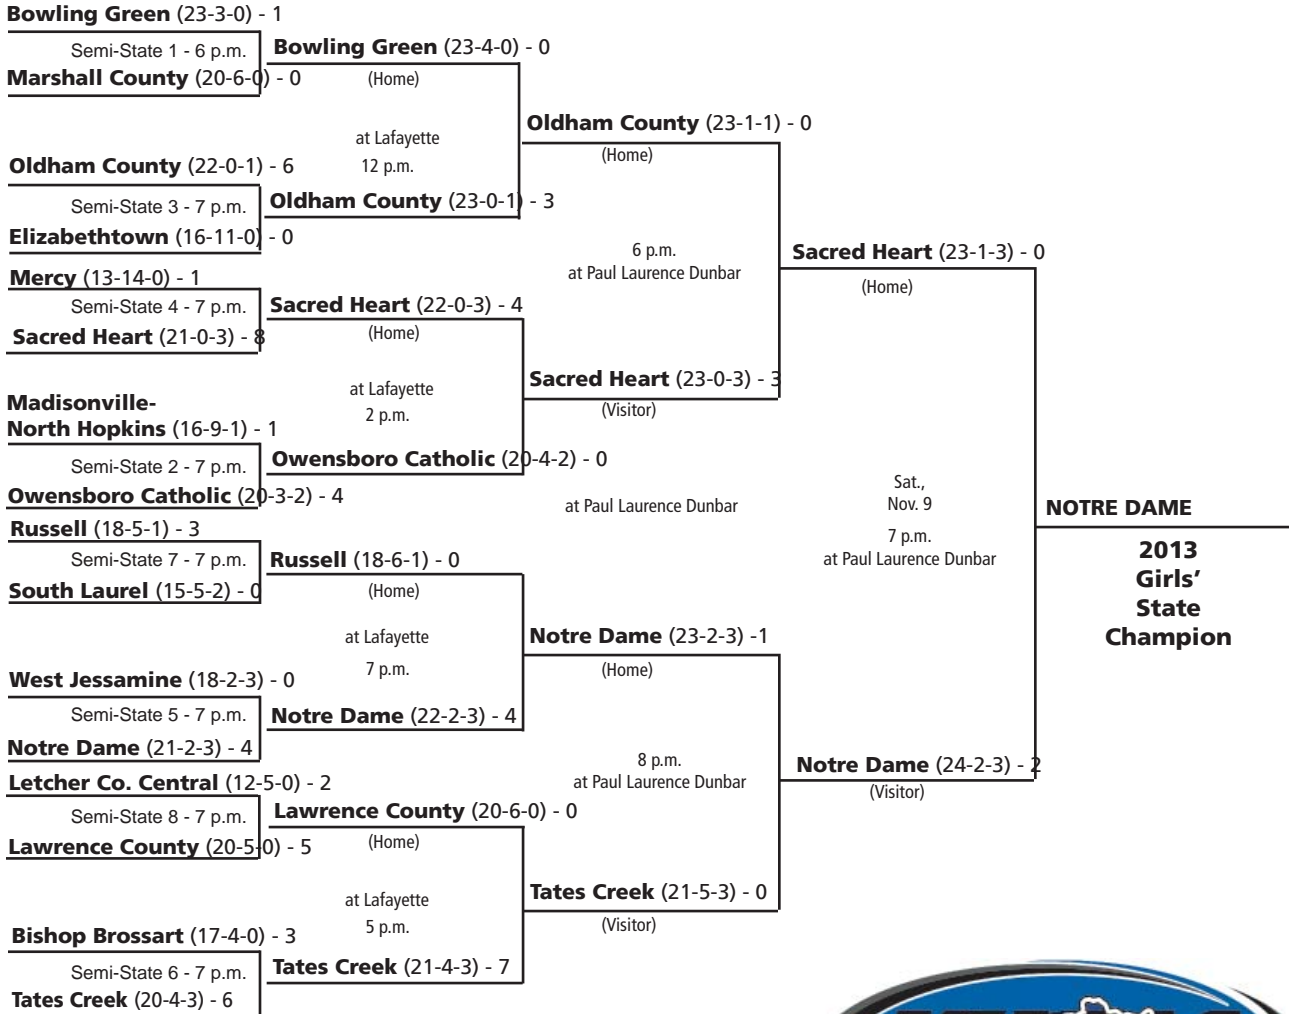 Bowling Green (23-3-0) - 1
Semi-State 1 - 6 p.m.
Marshall County (20-6-0) - 0
Oldham County (22-0-1) - 6
Semi-State 3 - 7 p.m.
Elizabethtown (16-11-0) - 0
Mercy (13-14-0) - 1
Semi-State 4 - 7 p.m.
Sacred Heart (21-0-3) - 8
Madisonville-
North Hopkins (16-9-1) - 1
Semi-State 2 - 7 p.m.
Owensboro Catholic (20-3-2) - 4
Russell (18-5-1) - 3
Semi-State 7 - 7 p.m.
South Laurel (15-5-2) - 0
West Jessamine (18-2-3) - 0
Semi-State 5 - 7 p.m.
Notre Dame (21-2-3) - 4
Letcher Co. Central (12-5-0) - 2
Semi-State 8 - 7 p.m.
Lawrence County (20-5-0) - 5
Bishop Brossart (17-4-0) - 3
Semi-State 6 - 7 p.m.
Tates Creek (20-4-3) - 6
Bowling Green (23-4-0) - 0
(Home)
at Lafayette
12 p.m.
Oldham County (23-0-1) - 3
Sacred Heart (22-0-3) - 4
(Home)
at Lafayette
2 p.m.
Owensboro Catholic (20-4-2) - 0
Russell (18-6-1) - 0
(Home)
at Lafayette
7 p.m.
Notre Dame (22-2-3) - 4
Lawrence County (20-6-0) - 0
(Home)
at Lafayette
5 p.m.
Tates Creek (21-4-3) - 7
Oldham County (23-1-1) - 0
(Home)
6 p.m.
at Paul Laurence Dunbar
Sacred Heart (23-0-3) - 3
(Visitor)
at Paul Laurence Dunbar
Notre Dame (23-2-3) -1
(Home)
8 p.m.
at Paul Laurence Dunbar
Tates Creek (21-5-3) - 0
(Visitor)
Sacred Heart (23-1-3) - 0
(Home)
Sat.,
Nov. 9
7 p.m.
at Paul Laurence Dunbar
Notre Dame (24-2-3) - 2
(Visitor)
NOTRE DAME
2013
Girls'
State
Champion